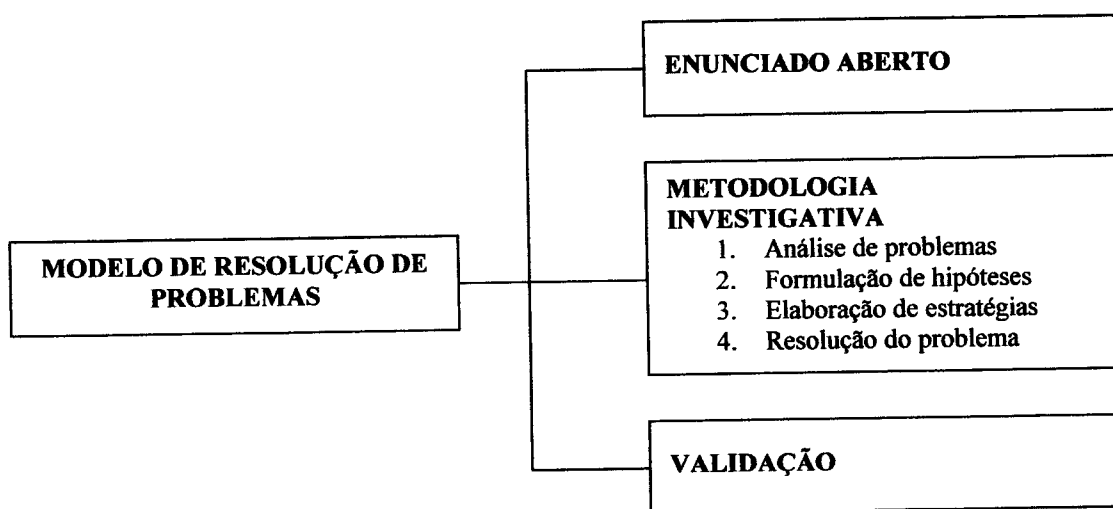 ENUNCIADO ABERTO
METODOLOGIA
INVESTIGATIVA
1. Análise de problemas
2. Formulação de hipóteses
3. Elaboração de estratégias
4. Resolução do problema
MODELO DE RESOLUÇÃO DE
PROBLEMAS
VALIDAÇÃO